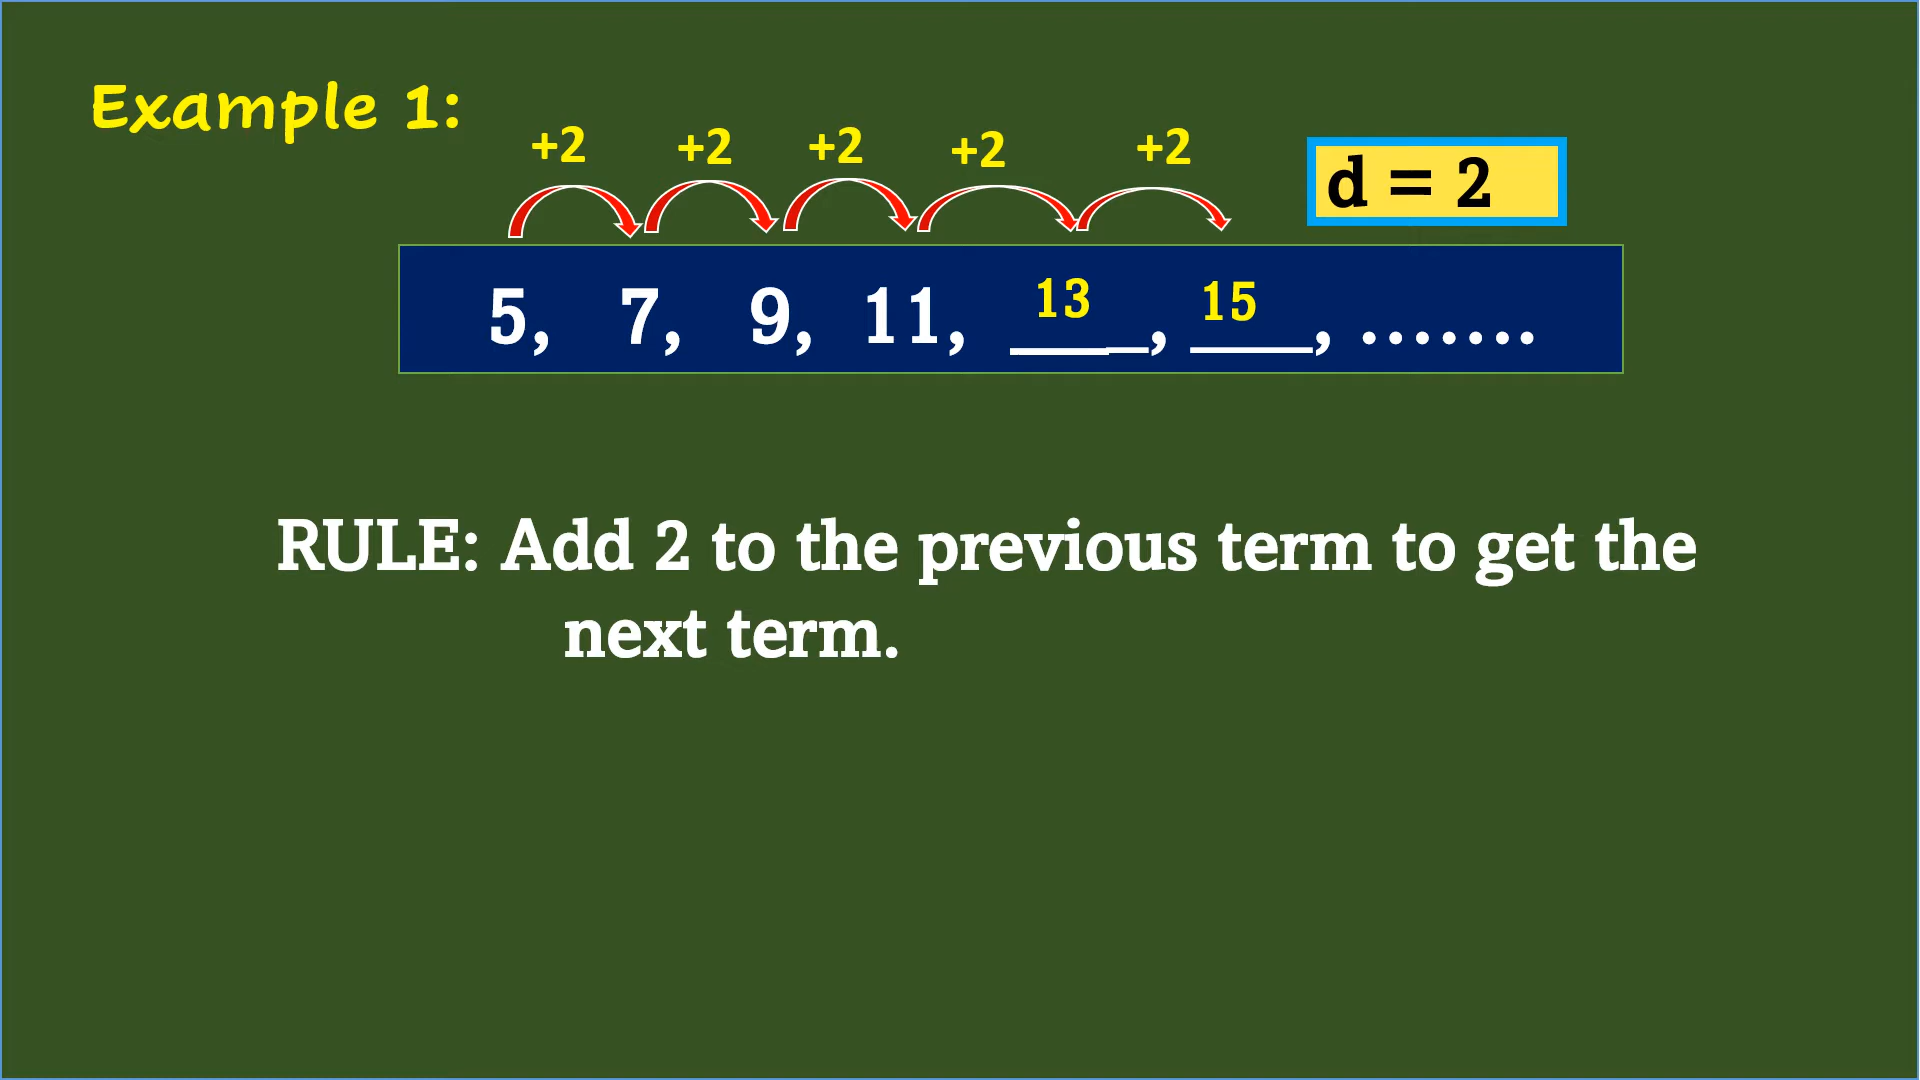 Example 1:
+2 +2 +2 +2 +2
d = 2
5, 7, 9, 11, 13, 15, .......
RULE: Add 2 to the previous term to get the
next term.